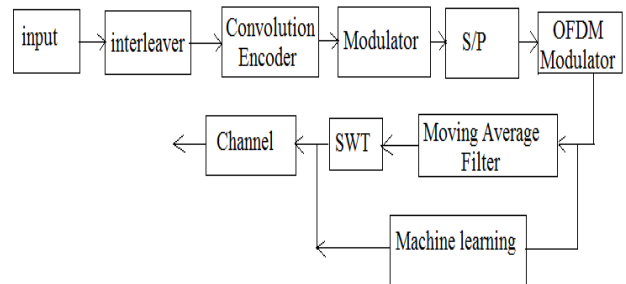 input
interleaver
Convolution
Encoder
Modulator
S/P
OFDM
Modulator
Channel
SWT
Moving Average
Filter
Machine learning